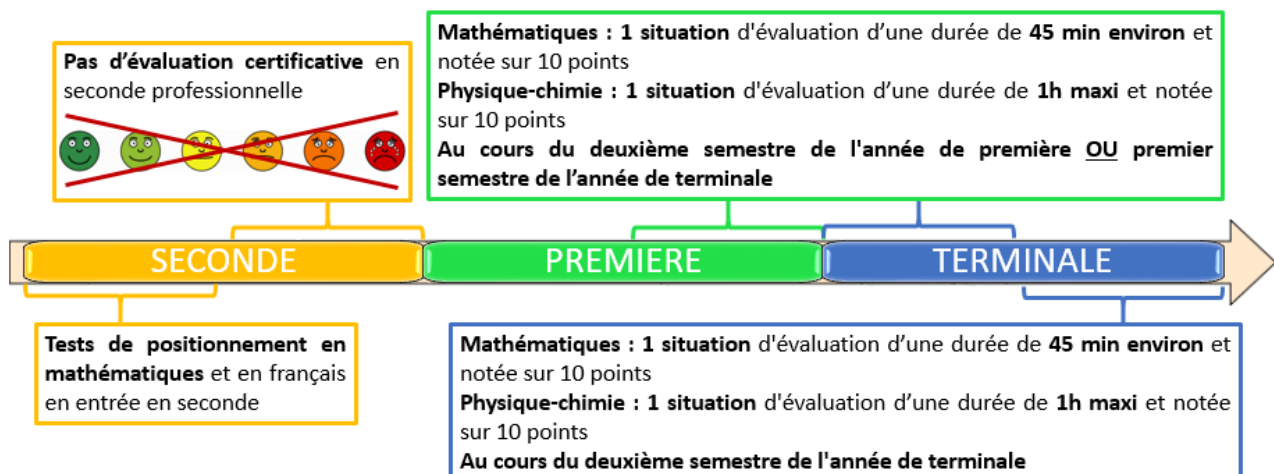 Pas d’évaluation certificative en
seconde professionnelle
Mathématiques : 1 situation d'évaluation d’une durée de 45 min environ et
notée sur 10 points
Physique-chimie : 1 situation d'évaluation d’une durée de 1h maxi et notée
sur 10 points
Au cours du deuxième semestre de l'année de première OU premier
semestre de l’année de terminale
SECONDE
PREMIERE
TERMINALE
Tests de positionnement en
mathématiques et en français
en entrée en seconde
Mathématiques : 1 situation d'évaluation d’une durée de 45 min environ et
notée sur 10 points
Physique-chimie : 1 situation d'évaluation d’une durée de 1h maxi et notée
sur 10 points
Au cours du deuxième semestre de l'année de terminale